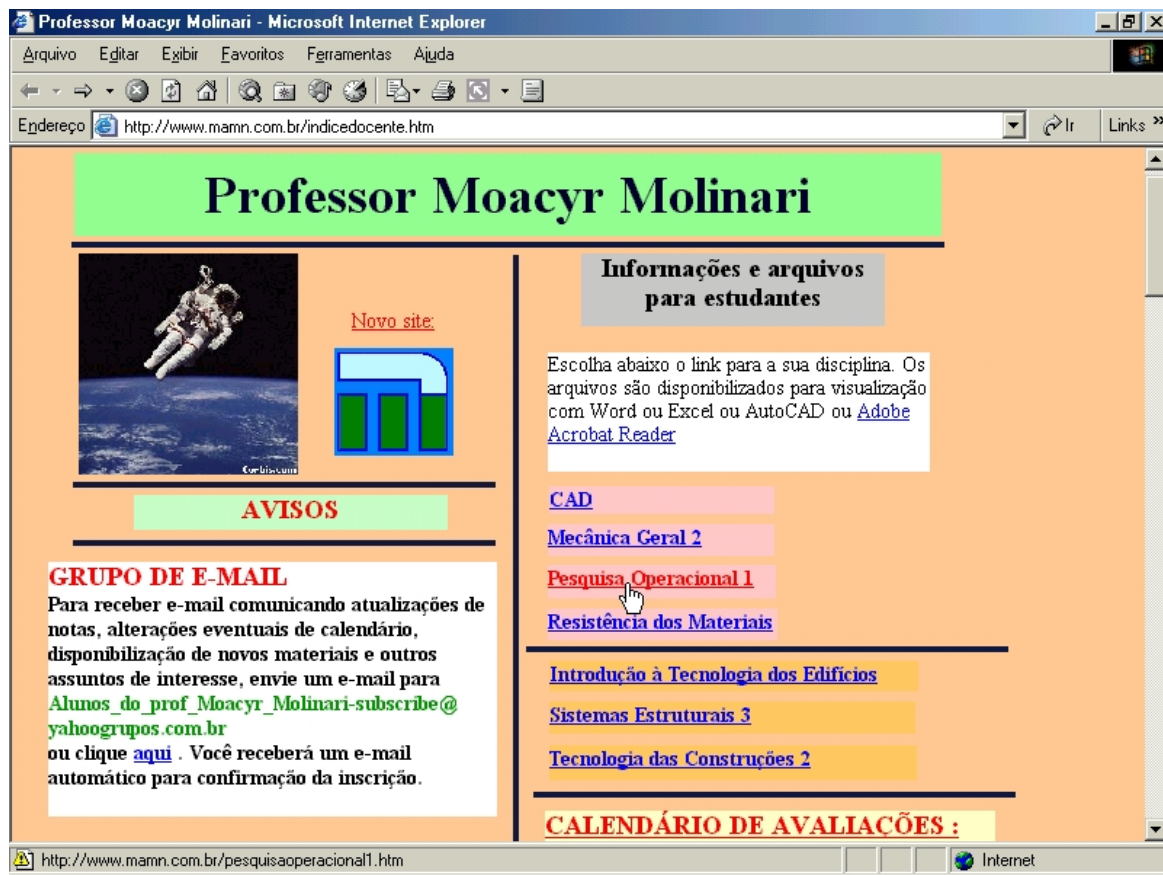 Professor Moacyr Molinari - Microsoft Internet Explorer
Arquivo Editar Exibir Favoritos Ferramentas Ajuda
Endereço http://www.mamn.com.br/indicedocente.htm Ir Links »
Professor Moacyr Molinari
Corbis.com
Novo site:
AVISOS
GRUPO DE E-MAIL
Para receber e-mail comunicando atualizações de
notas, alterações eventuais de calendário,
disponibilização de novos materiais e outros
assuntos de interesse, envie um e-mail para
Alunos_do_prof_Moacyr_Molinari-subscribe@
yahoogrupos.com.br
ou clique aqui . Você receberá um e-mail
automático para confirmação da inscrição.
Informações e arquivos
para estudantes
Escolha abaixo o link para a sua disciplina. Os
arquivos são disponibilizados para visualização
com Word ou Excel ou AutoCAD ou Adobe
Acrobat Reader
CAD
Mecânica Geral 2
Pesquisa Operacional 1
Resistência dos Materiais
Introdução à Tecnologia dos Edifícios
Sistemas Estruturais 3
Tecnologia das Construções 2
CALENDÁRIO DE AVALIAÇÕES :
http://www.mamn.com.br/pesquisaoperacional1.htm Internet